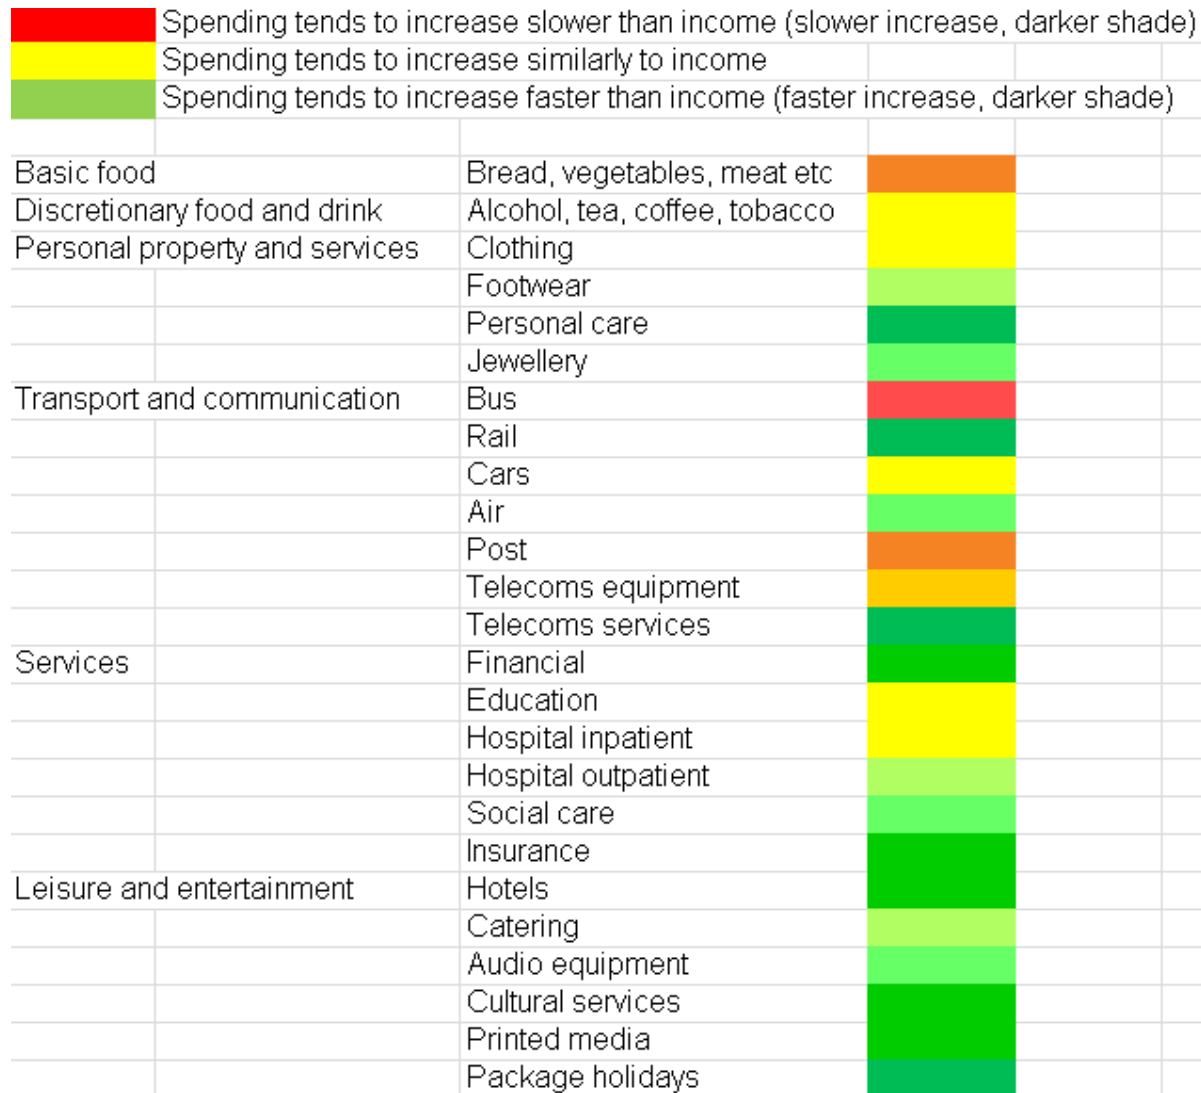 Spending tends to increase slower than income (slower increase, darker shade)
Spending tends to increase similarly to income
Spending tends to increase faster than income (faster increase, darker shade)
Basic food Bread, vegetables, meat etc
Discretionary food and drink Alcohol, tea, coffee, tobacco
Personal property and services Clothing
Footwear
Personal care
Jewellery
Transport and communication Bus
Rail
Cars
Air
Post
Telecoms equipment
Telecoms services
Services Financial
Education
Hospital inpatient
Hospital outpatient
Social care
Insurance
Leisure and entertainment Hotels
Catering
Audio equipment
Cultural services
Printed media
Package holidays